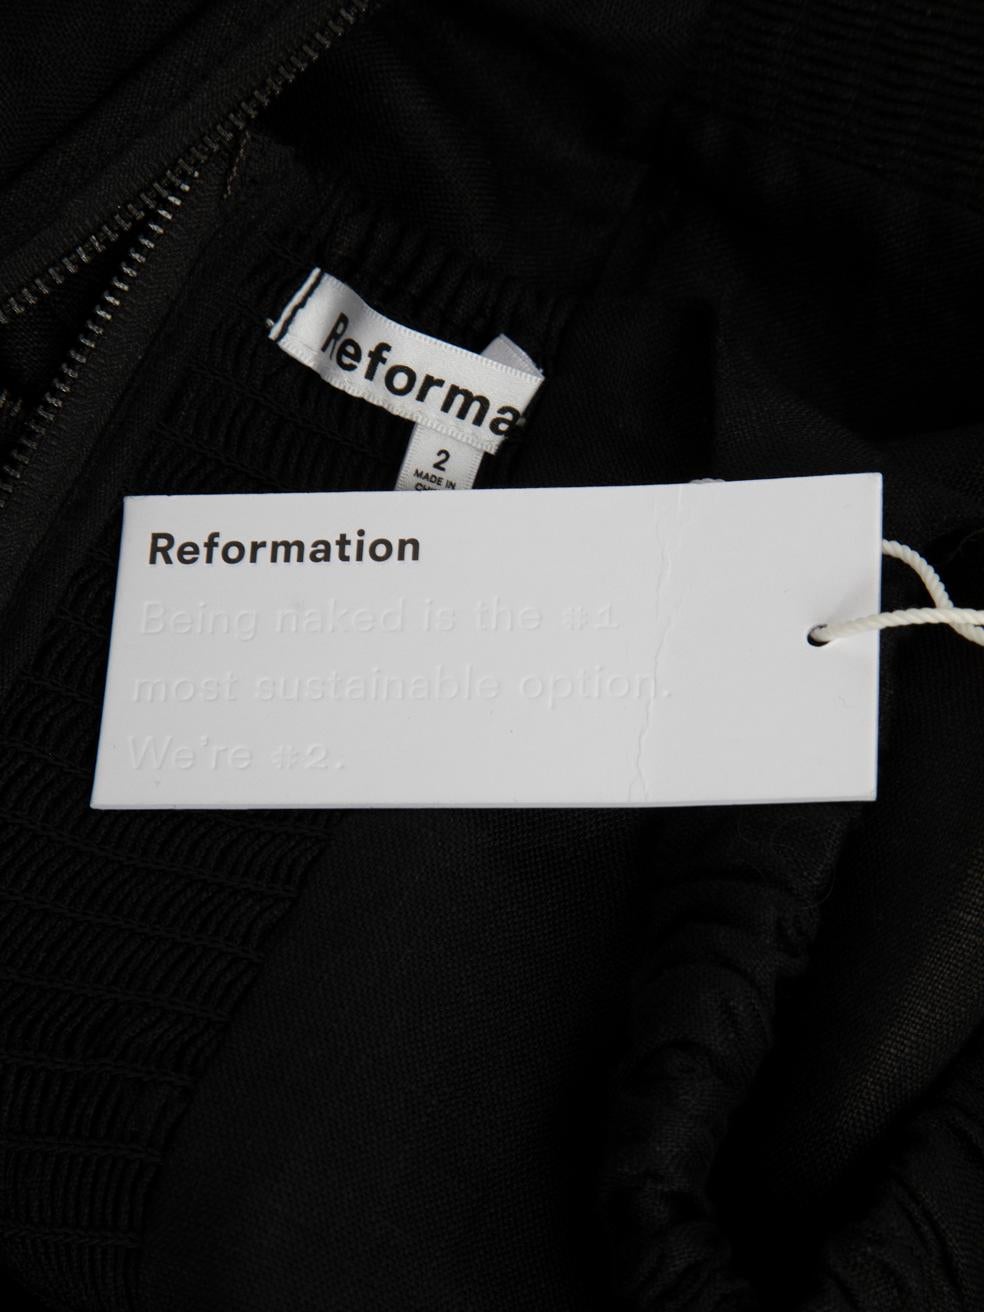 Reforma
2
MADE IN
Reformation
Being naked is the #1
most sustainable option.
We're #2.